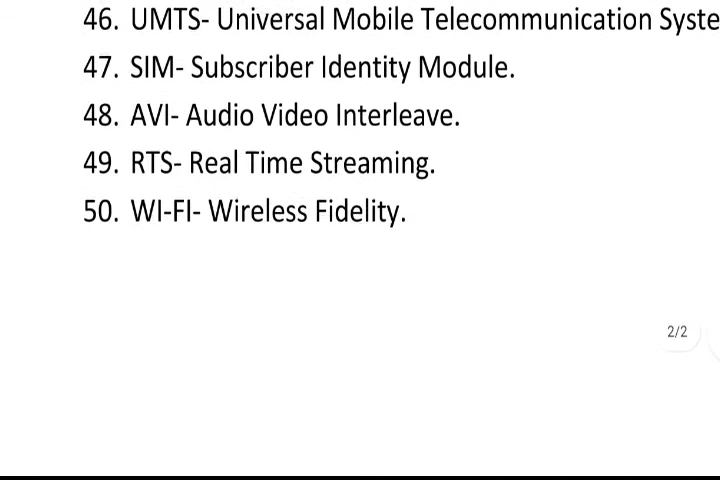 46. UMTS- Universal Mobile Telecommunication Syste
47. SIM- Subscriber Identity Module.
48. AVI- Audio Video Interleave.
49. RTS- Real Time Streaming.
50. WI-FI- Wireless Fidelity.
2/2